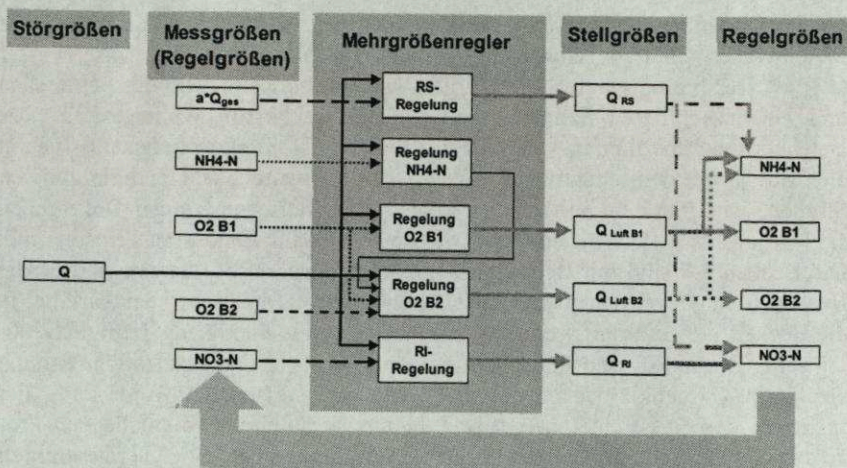 Störgrößen
Messgrößen
(Regelgrößen)
Mehrgrößenregler
Stellgrößen
Regelgrößen
a*Qges
RS-
Regelung
Q RS
NH4-N
Regelung
NH4-N
NH4-N
O2 B1
Regelung
O2 B1
Q Luft B1
O2 B1
Q
Regelung
O2 B2
Q Luft B2
O2 B2
O2 B2
NO3-N
RI-
Regelung
Q RI
NO3-N